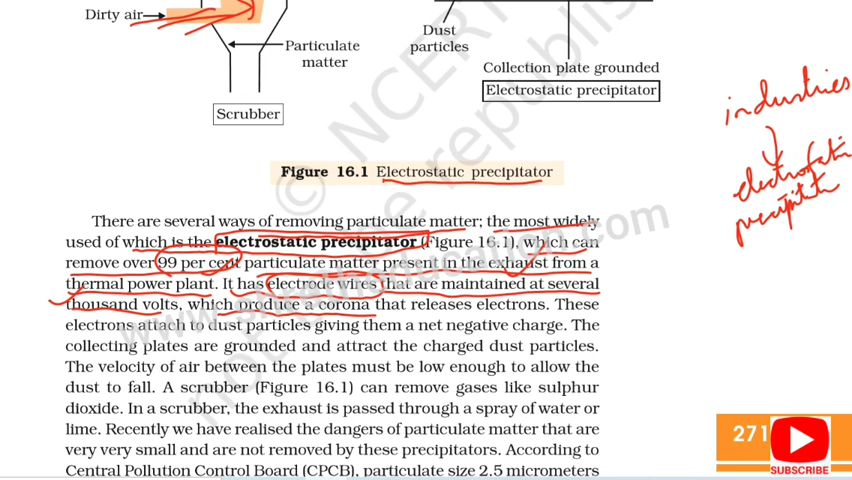 Dirty air
Particulate
matter
Scrubber
Dust
particles
Collection plate grounded
Electrostatic precipitator
industries
electrostatic
precipitator
Figure 16.1 Electrostatic precipitator
There are several ways of removing particulate matter; the most widely
used of which is the electrostatic precipitator (Figure 16.1), which can
remove over 99 per cent particulate matter present in the exhaust from a
thermal power plant. It has electrode wires that are maintained at several
thousand volts, which produce a corona that releases electrons. These
electrons attach to dust particles giving them a net negative charge. The
collecting plates are grounded and attract the charged dust particles.
The velocity of air between the plates must be low enough to allow the
dust to fall. A scrubber (Figure 16.1) can remove gases like sulphur
dioxide. In a scrubber, the exhaust is passed through a spray of water or
lime. Recently we have realised the dangers of particulate matter that are
very very small and are not removed by these precipitators. According to
Central Pollution Control Board (CPCB), particulate size 2.5 micrometers
© NCERT
be republis
not
271
SUBSCRIBE